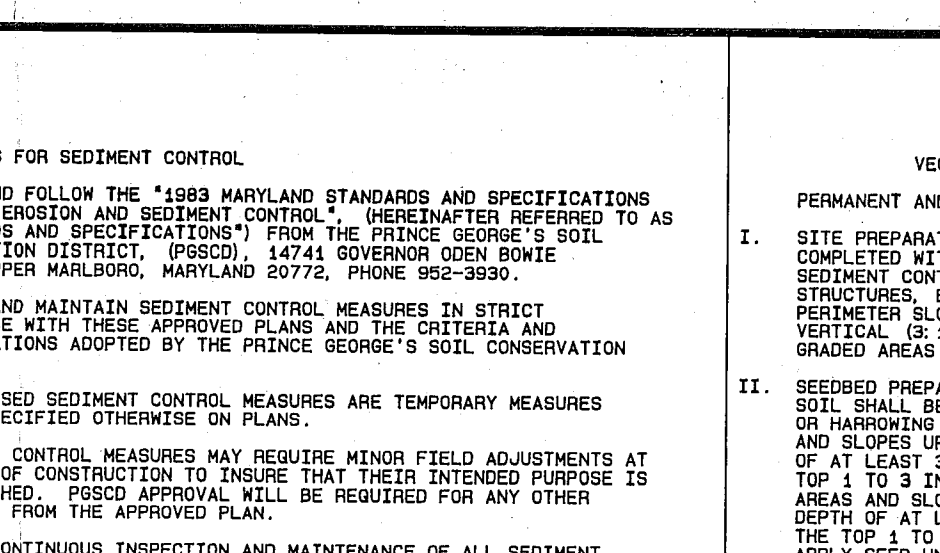 FOR SEDIMENT CONTROL
FOLLOW THE "1983 MARYLAND STANDARDS AND SPECIFICATIONS
EROSION AND SEDIMENT CONTROL", (HEREINAFTER REFERRED TO AS
AND SPECIFICATIONS") FROM THE PRINCE GEORGE'S SOIL
TION DISTRICT, (PGSCD), 14741 GOVERNOR ODEN BOWIE
PER MARLBORO, MARYLAND 20772, PHONE 952-3930.
ND MAINTAIN SEDIMENT CONTROL MEASURES IN STRICT
E WITH THESE APPROVED PLANS AND THE CRITERIA AND
TIONS ADOPTED BY THE PRINCE GEORGE'S SOIL CONSERVATION
SED SEDIMENT CONTROL MEASURES ARE TEMPORARY MEASURES
ECIFIED OTHERWISE ON PLANS.
CONTROL MEASURES MAY REQUIRE MINOR FIELD ADJUSTMENTS AT
OF CONSTRUCTION TO INSURE THAT THEIR INTENDED PURPOSE IS
HED. PGSCD APPROVAL WILL BE REQUIRED FOR ANY OTHER
FROM THE APPROVED PLAN.
ONTINUOUS INSPECTION AND MAINTENANCE OF ALL SEDIMENT
VE
PERMANENT AN
I. SITE PREPARA
COMPLETED WI
SEDIMENT CON
STRUCTURES,
PERIMETER SL
VERTICAL (3:
GRADED AREAS
II. SEEDBED PREP
SOIL SHALL B
OR HARROWING
AND SLOPES U
OF AT LEAST 3
TOP 1 TO 3 I
AREAS AND SL
DEPTH OF AT L
THE TOP 1 TO
APPLY SEED U